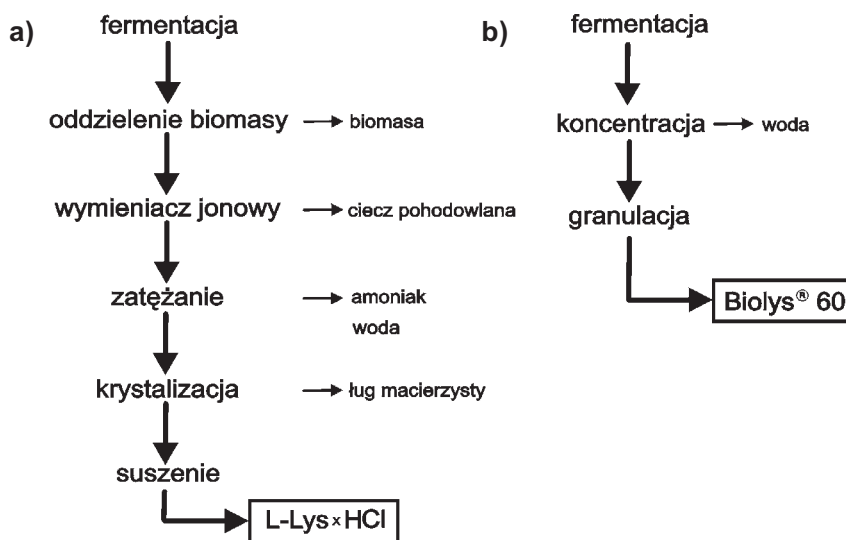 a)
fermentacja
oddzielenie biomasy → biomasa
wymieniacz jonowy → ciecz pohodowlana
zatężanie → amoniak
woda
krystalizacja → ług macierzysty
suszenie
L-Lys x HCl
b)
fermentacja
koncentracja → woda
granulacja
Biolys® 60